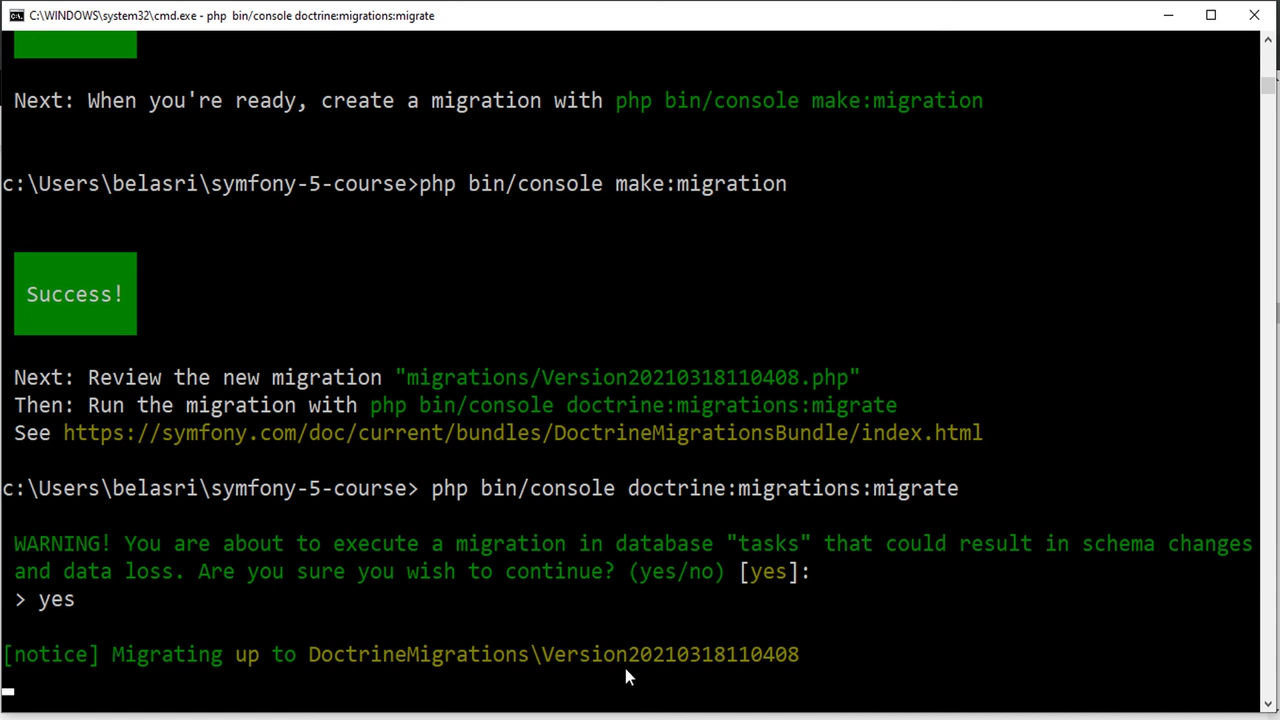 C:\WINDOWS\system32\cmd.exe - php  bin/console doctrine:migrations:migrate
Next: When you're ready, create a migration with php bin/console make:migration
c:\Users\belasri\symfony-5-course>php bin/console make:migration
Success!
Next: Review the new migration "migrations/Version20210318110408.php"
Then: Run the migration with php bin/console doctrine:migrations:migrate
See https://symfony.com/doc/current/bundles/DoctrineMigrationsBundle/index.html
c:\Users\belasri\symfony-5-course> php bin/console doctrine:migrations:migrate
WARNING! You are about to execute a migration in database "tasks" that could result in schema changes
and data loss. Are you sure you wish to continue? (yes/no) [yes]:
> yes
[notice] Migrating up to DoctrineMigrations\Version20210318110408